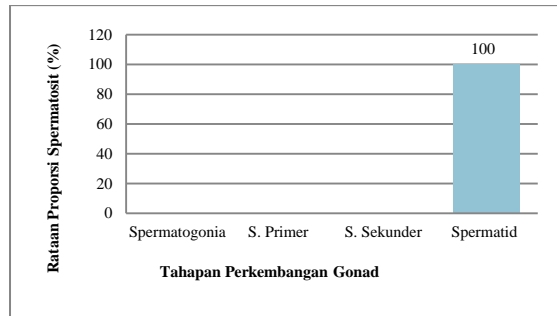 Rataan Proporsi Spermatosit (%)
120
100
80
60
40
20
0
100
Spermatogonia S. Primer S. Sekunder Spermatid
Tahapan Perkembangan Gonad